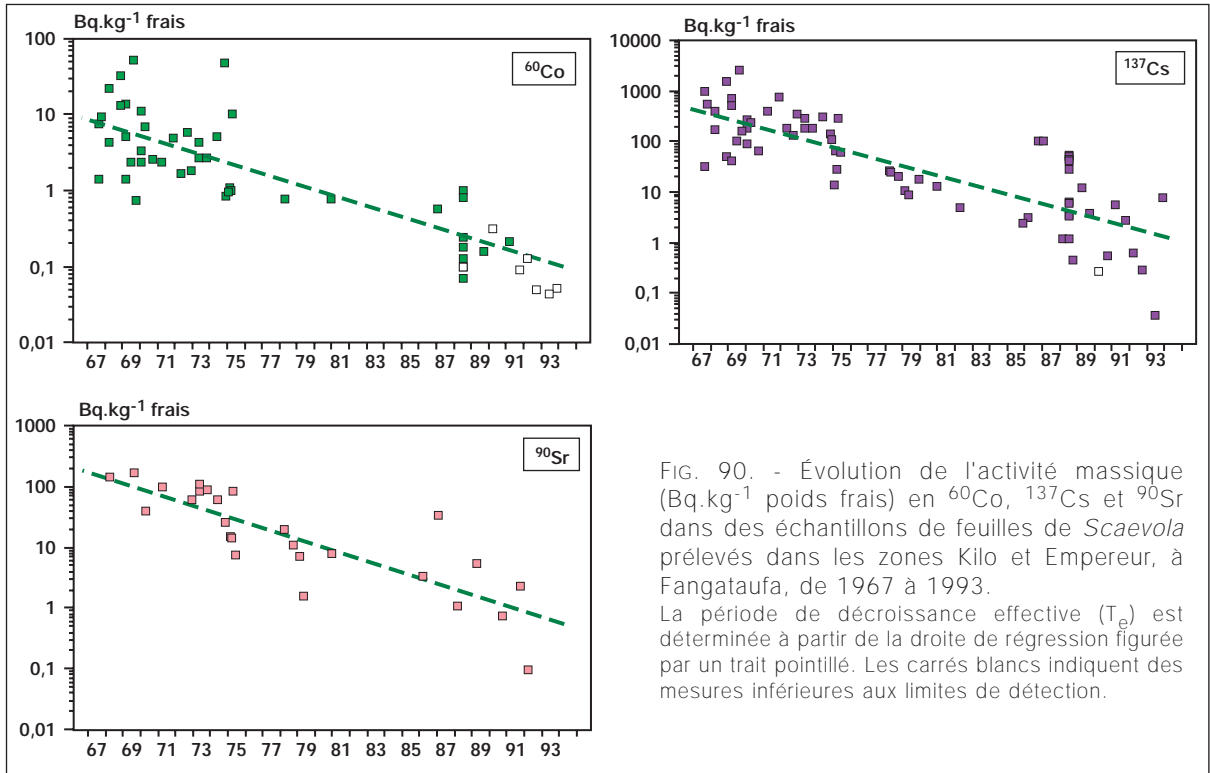 Bq.kg-1 frais
100
10
1
0,1
0,01
60Co
67 69 71 73 75 77 79 81 83 85 87 89 91 93
Bq.kg-1 frais
10000
1000
100
10
1
0,1
0,01
137Cs
67 69 71 73 75 77 79 81 83 85 87 89 91 93
Bq.kg-1 frais
1000
100
10
1
0,1
0,01
90Sr
67 69 71 73 75 77 79 81 83 85 87 89 91 93
FIG. 90. - Évolution de l'activité massique
(Bq.kg-1 poids frais) en 60Co, 137Cs et 90Sr
dans des échantillons de feuilles de Scaevola
prélevés dans les zones Kilo et Empereur, à
Fangataufa, de 1967 à 1993.
La période de décroissance effective (Te) est
déterminée à partir de la droite de régression figurée
par un trait pointillé. Les carrés blancs indiquent des
mesures inférieures aux limites de détection.